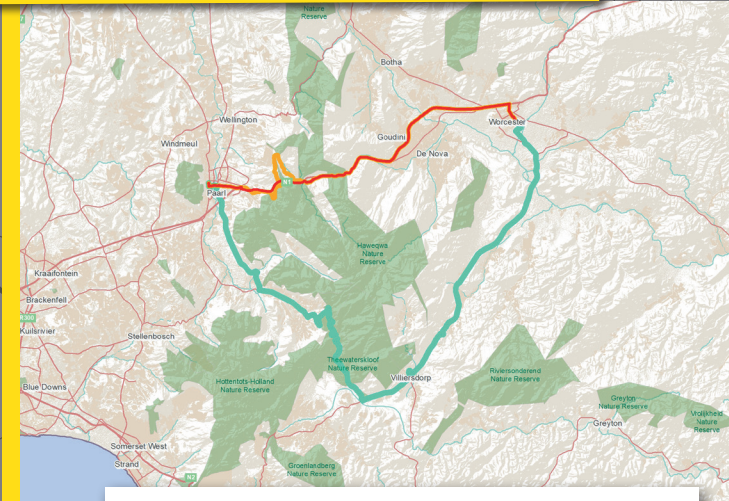 Nature
Reserve
Botha
Wellington
Windmeul
Goudini
De Nova
Worcester
N1
Paarl
Haweqwa
Nature
Reserve
Kraaifontein
Brackenfell
Kuilsrivier
Stellenbosch
Theewaterskloof
Nature Reserve
Villiersdorp
Riviersonderend
Nature Reserve
Blue Downs
Hottentots-Holland
Nature Reserve
Greyton
Nature Reserve
Vrolijkheid
Nature
Reserve
Greyton
Somerset West
Strand
Groenlandberg
Nature Reserve
N2